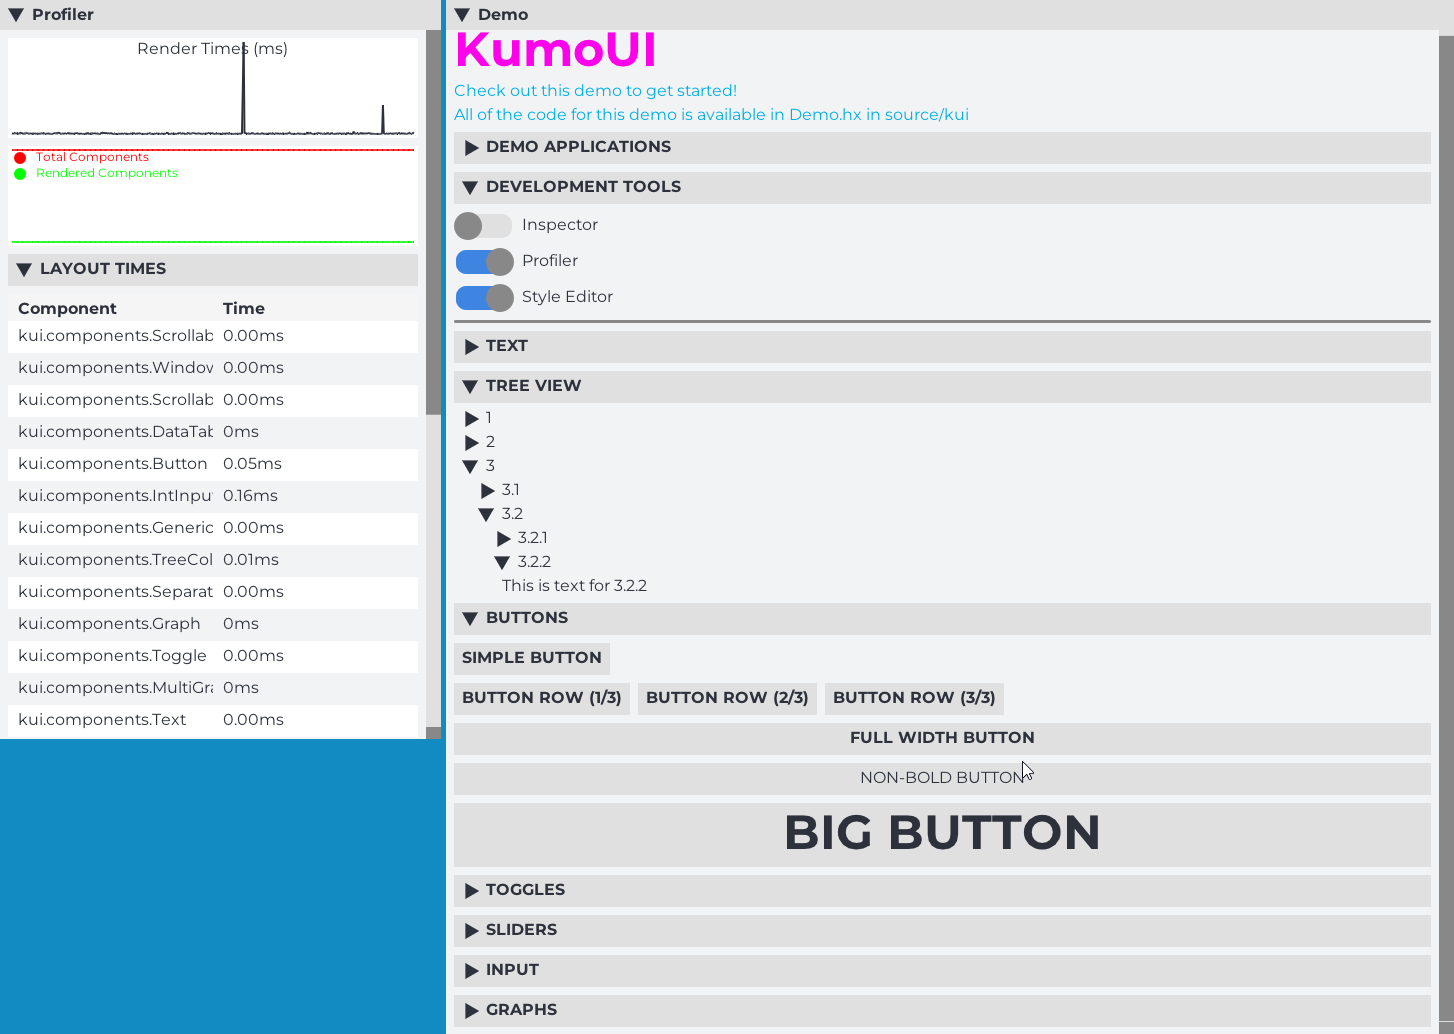 Profiler
Render Times (ms)
Total Components
Rendered Components
LAYOUT TIMES
Component Time
kui.components.Scrollab 0.00ms
kui.components.Window 0.00ms
kui.components.Scrollab 0.00ms
kui.components.DataTab 0ms
kui.components.Button 0.05ms
kui.components.IntInput 0.16ms
kui.components.Generic 0.00ms
kui.components.TreeCol 0.01ms
kui.components.Separat 0.00ms
kui.components.Graph 0ms
kui.components.Toggle 0.00ms
kui.components.MultiGra 0ms
kui.components.Text 0.00ms
Demo
KumoUI
Check out this demo to get started!
All of the code for this demo is available in Demo.hx in source/kui
DEMO APPLICATIONS
DEVELOPMENT TOOLS
Inspector
Profiler
Style Editor
TEXT
TREE VIEW
1
2
3
3.1
3.2
3.2.1
3.2.2
This is text for 3.2.2
BUTTONS
SIMPLE BUTTON
BUTTON ROW (1/3) BUTTON ROW (2/3) BUTTON ROW (3/3)
FULL WIDTH BUTTON
NON-BOLD BUTTON
BIG BUTTON
TOGGLES
SLIDERS
INPUT
GRAPHS